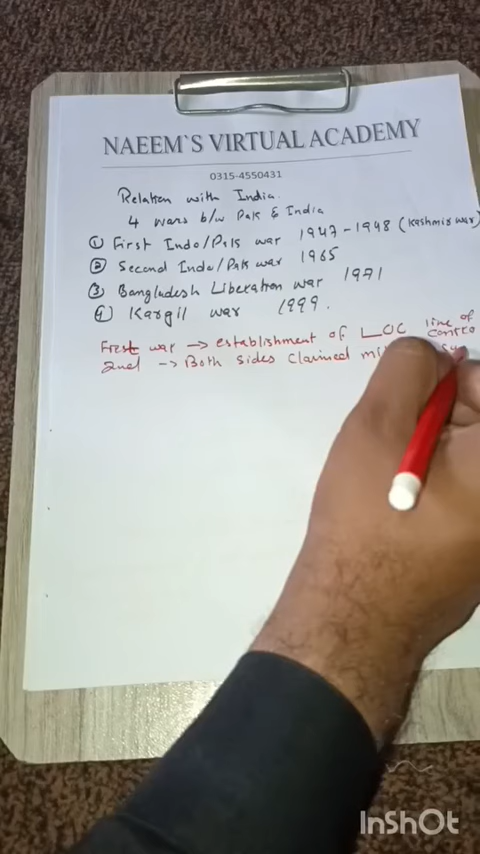 NAEEM`S VIRTUAL ACADEMY
0315-4550431
Relation with India.
4 wars b/w Pak & India
① First Indo/Pak war 1947-1948 (Kashmir war)
② Second Indo/Pak war 1965
③ Bangladesh Liberation war 1971
④ Kargil war 1999.
First war → establishment of LOC line of
2nd → Both sides claimed
InShOt